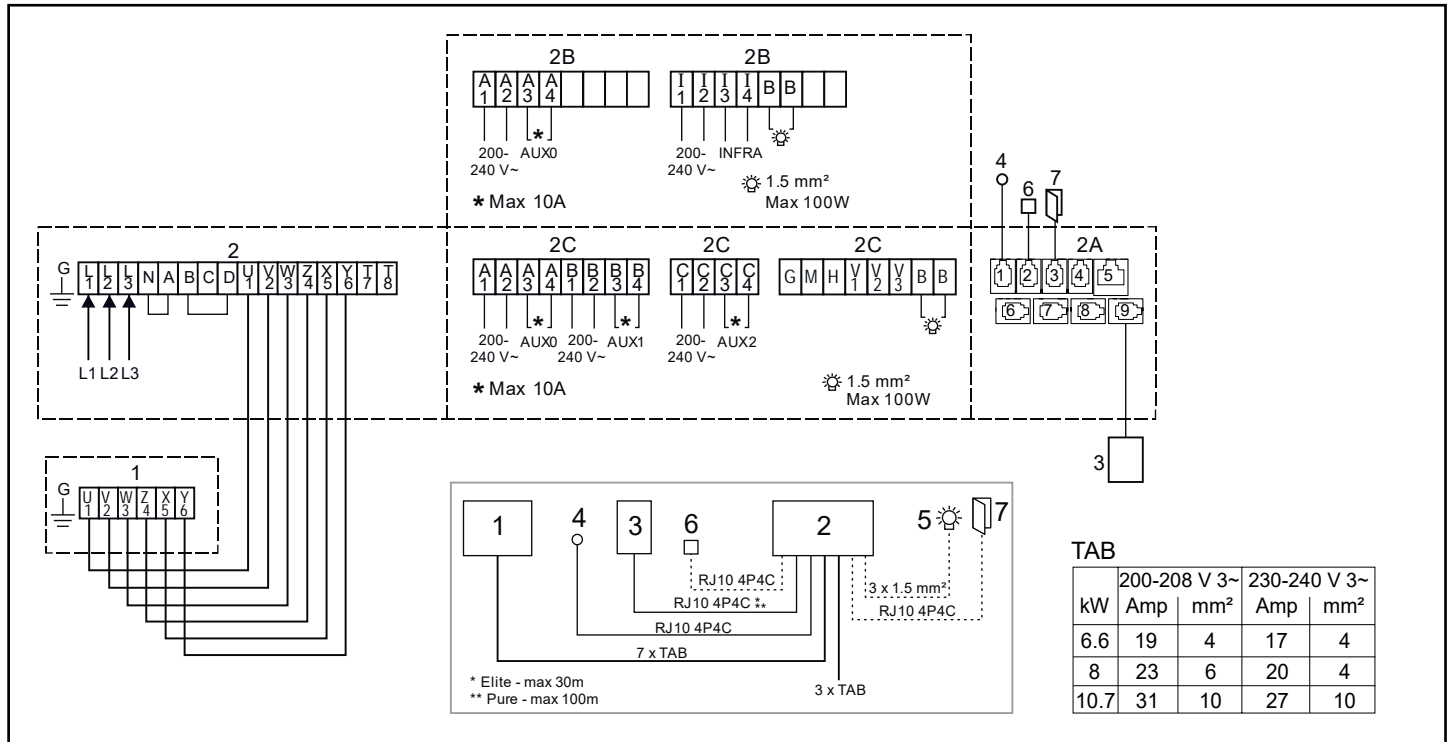 2B
A1 A2 A3 A4
200-240 V~
AUX0
*
* Max 10A
2B
I1 I2 I3 I4 B B
200-240 V~
INFRA
1.5 mm²
Max 100W
4
6
7
2
G
L1 L2 L3 N A B C D U1 V2 W3 Z4 X5 Y6 T7 T8
L1 L2 L3
2C
A1 A2 A3 A4 B1 B2 B3 B4
200-240 V~
* AUX0
200-240 V~
* AUX1
* Max 10A
2C
C1 C2 C3 C4
200-240 V~
* AUX2
2C
G M H V1 V2 V3 B B
1.5 mm²
Max 100W
2A
1 2 3 4 5
6 7 8 9
3
1
G
U1 V2 W3 Z4 X5 Y6
1
4
3
6
2
5
7
RJ10 4P4C
RJ10 4P4C * **
RJ10 4P4C
7 x TAB
3 x 1.5 mm²
RJ10 4P4C
3 x TAB
* Elite - max 30m
** Pure - max 100m
TAB
200-208 V 3~ 230-240 V 3~
kW Amp mm² Amp mm²
6.6 19 4 17 4
8 23 6 20 4
10.7 31 10 27 10